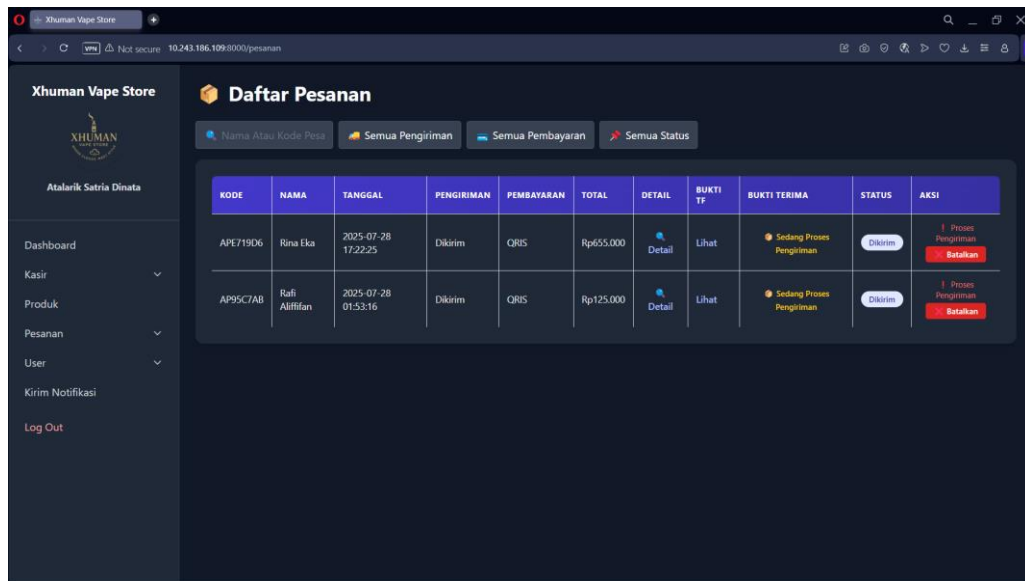 Xhuman Vape Store
VPN Not secure 10.243.186.109:8000/pesanan
Xhuman Vape Store
XHUMAN
VAPE STORE
Atalarik Satria Dinata
Dashboard
Kasir
Produk
Pesanan
User
Kirim Notifikasi
Log Out
Daftar Pesanan
Nama Atau Kode Pesa
Semua Pengiriman
Semua Pembayaran
Semua Status
KODE NAMA TANGGAL PENGIRIMAN PEMBAYARAN TOTAL DETAIL BUKTI TF BUKTI TERIMA STATUS AKSI
APE719D6 Rina Eka 2025-07-28 17:22:25 Dikirim QRIS Rp655.000 Detail Lihat Sedang Proses Pengiriman Dikirim ! Proses Pengiriman Batalkan
AP95C7AB Rafi Aliffifan 2025-07-28 01:53:16 Dikirim QRIS Rp125.000 Detail Lihat Sedang Proses Pengiriman Dikirim ! Proses Pengiriman Batalkan